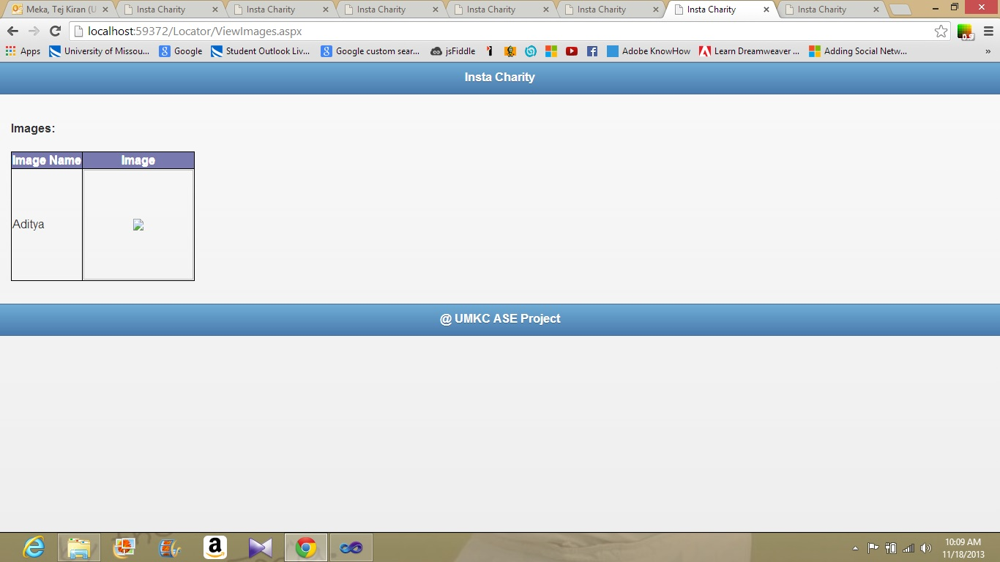 Meka, Tej Kiran (U
Insta Charity
Insta Charity
Insta Charity
Insta Charity
Insta Charity
Insta Charity
Insta Charity
localhost:59372/Locator/ViewImages.aspx
0.9
Apps
University of Missou...
Google
Student Outlook Liv...
Google custom sear...
jsFiddle
Adobe KnowHow
Learn Dreamweaver ...
Adding Social Netw...
»
Insta Charity
Images:
Image Name Image
Aditya
@ UMKC ASE Project
10:09 AM
11/18/2013